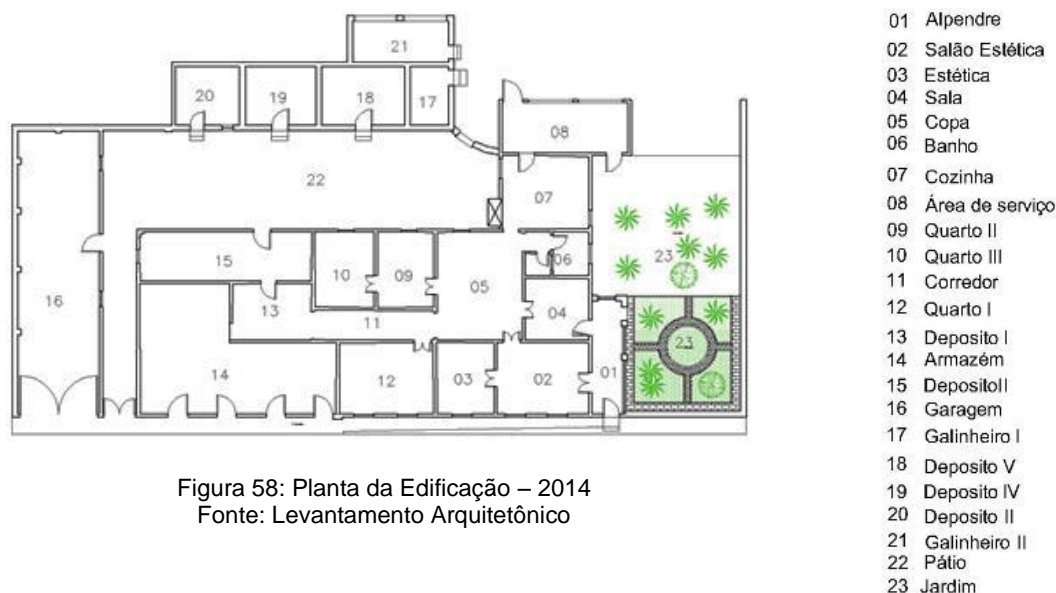 21
20
19
18
17
08
22
07
23
15
10
09
05
06
16
13
11
04
23
14
12
03
02
01
Figura 58: Planta da Edificação – 2014
Fonte: Levantamento Arquitetônico
01 Alpendre
02 Salão Estética
03 Estética
04 Sala
05 Copa
06 Banho
07 Cozinha
08 Área de serviço
09 Quarto II
10 Quarto III
11 Corredor
12 Quarto I
13 Deposito I
14 Armazém
15 DepositoII
16 Garagem
17 Galinheiro I
18 Deposito V
19 Deposito IV
20 Deposito II
21 Galinheiro II
22 Pátio
23 Jardim